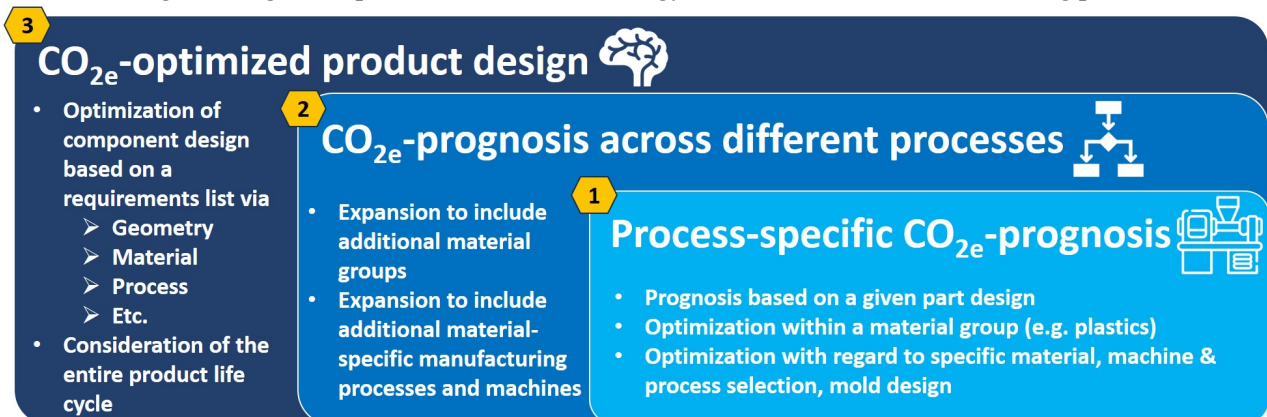 3
CO2e-optimized product design
• Optimization of
component design
based on a
requirements list via
➢ Geometry
➢ Material
➢ Process
➢ Etc.
• Consideration of the
entire product life
cycle
2
CO2e-prognosis across different processes
• Expansion to include
additional material
groups
• Expansion to include
additional material-
specific manufacturing
processes and machines
1
Process-specific CO2e-prognosis
• Prognosis based on a given part design
• Optimization within a material group (e.g. plastics)
• Optimization with regard to specific material, machine &
process selection, mold design